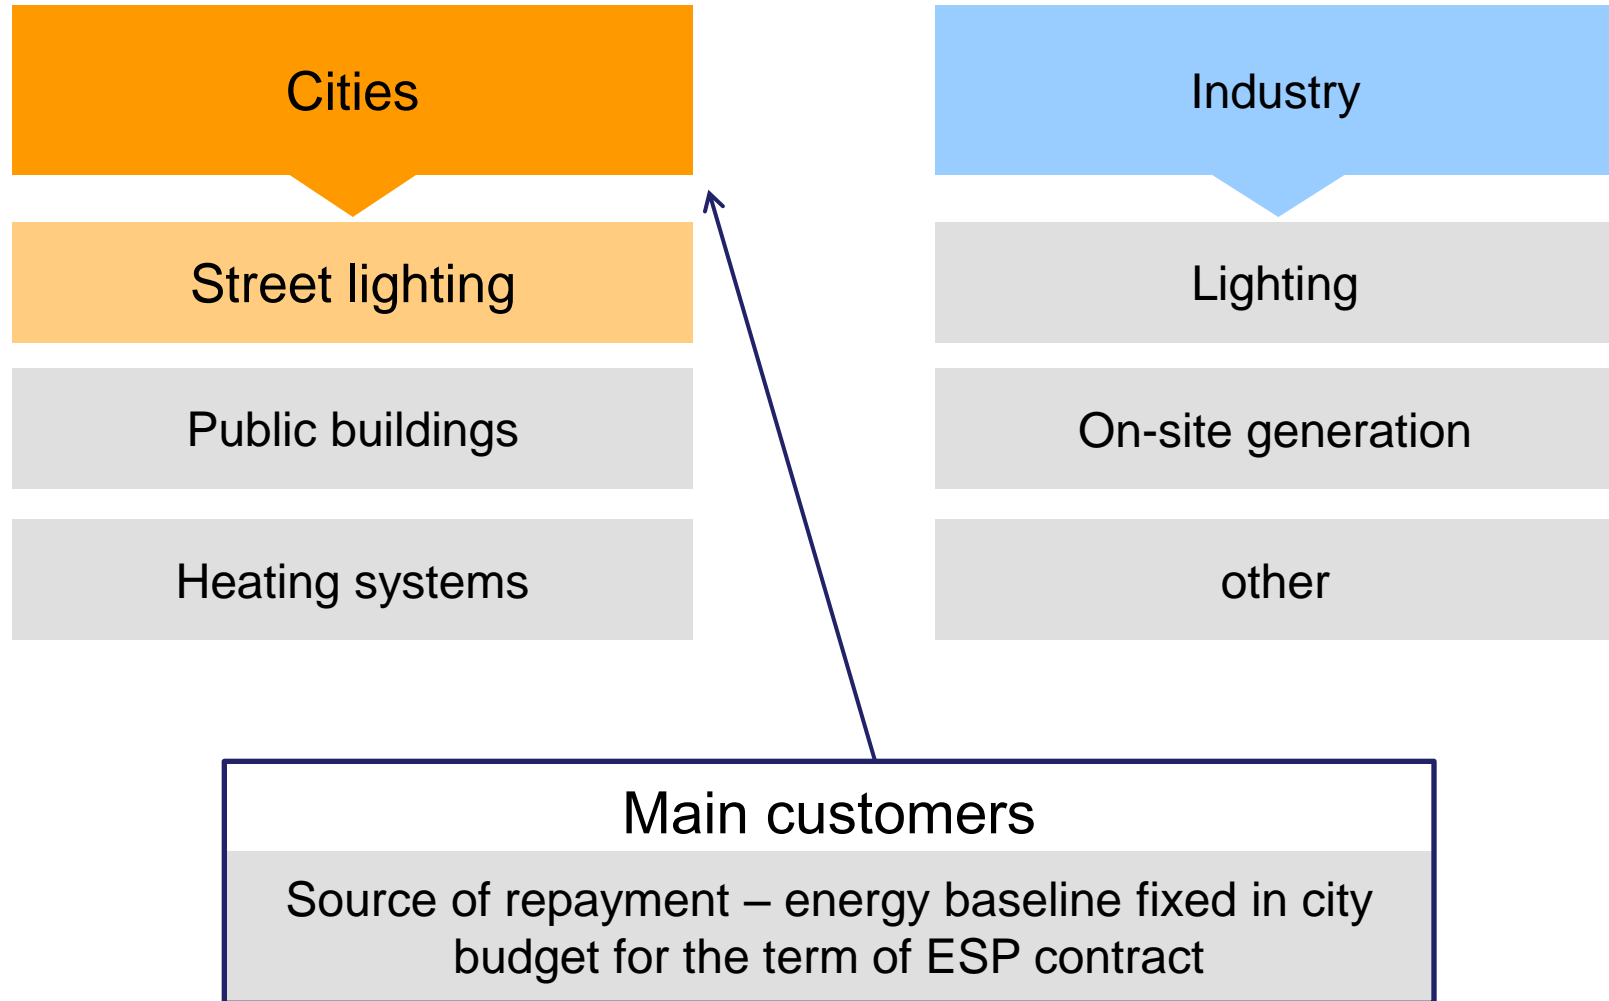 Cities
Street lighting
Public buildings
Heating systems
Industry
Lighting
On-site generation
other
Main customers
Source of repayment – energy baseline fixed in city
budget for the term of ESP contract